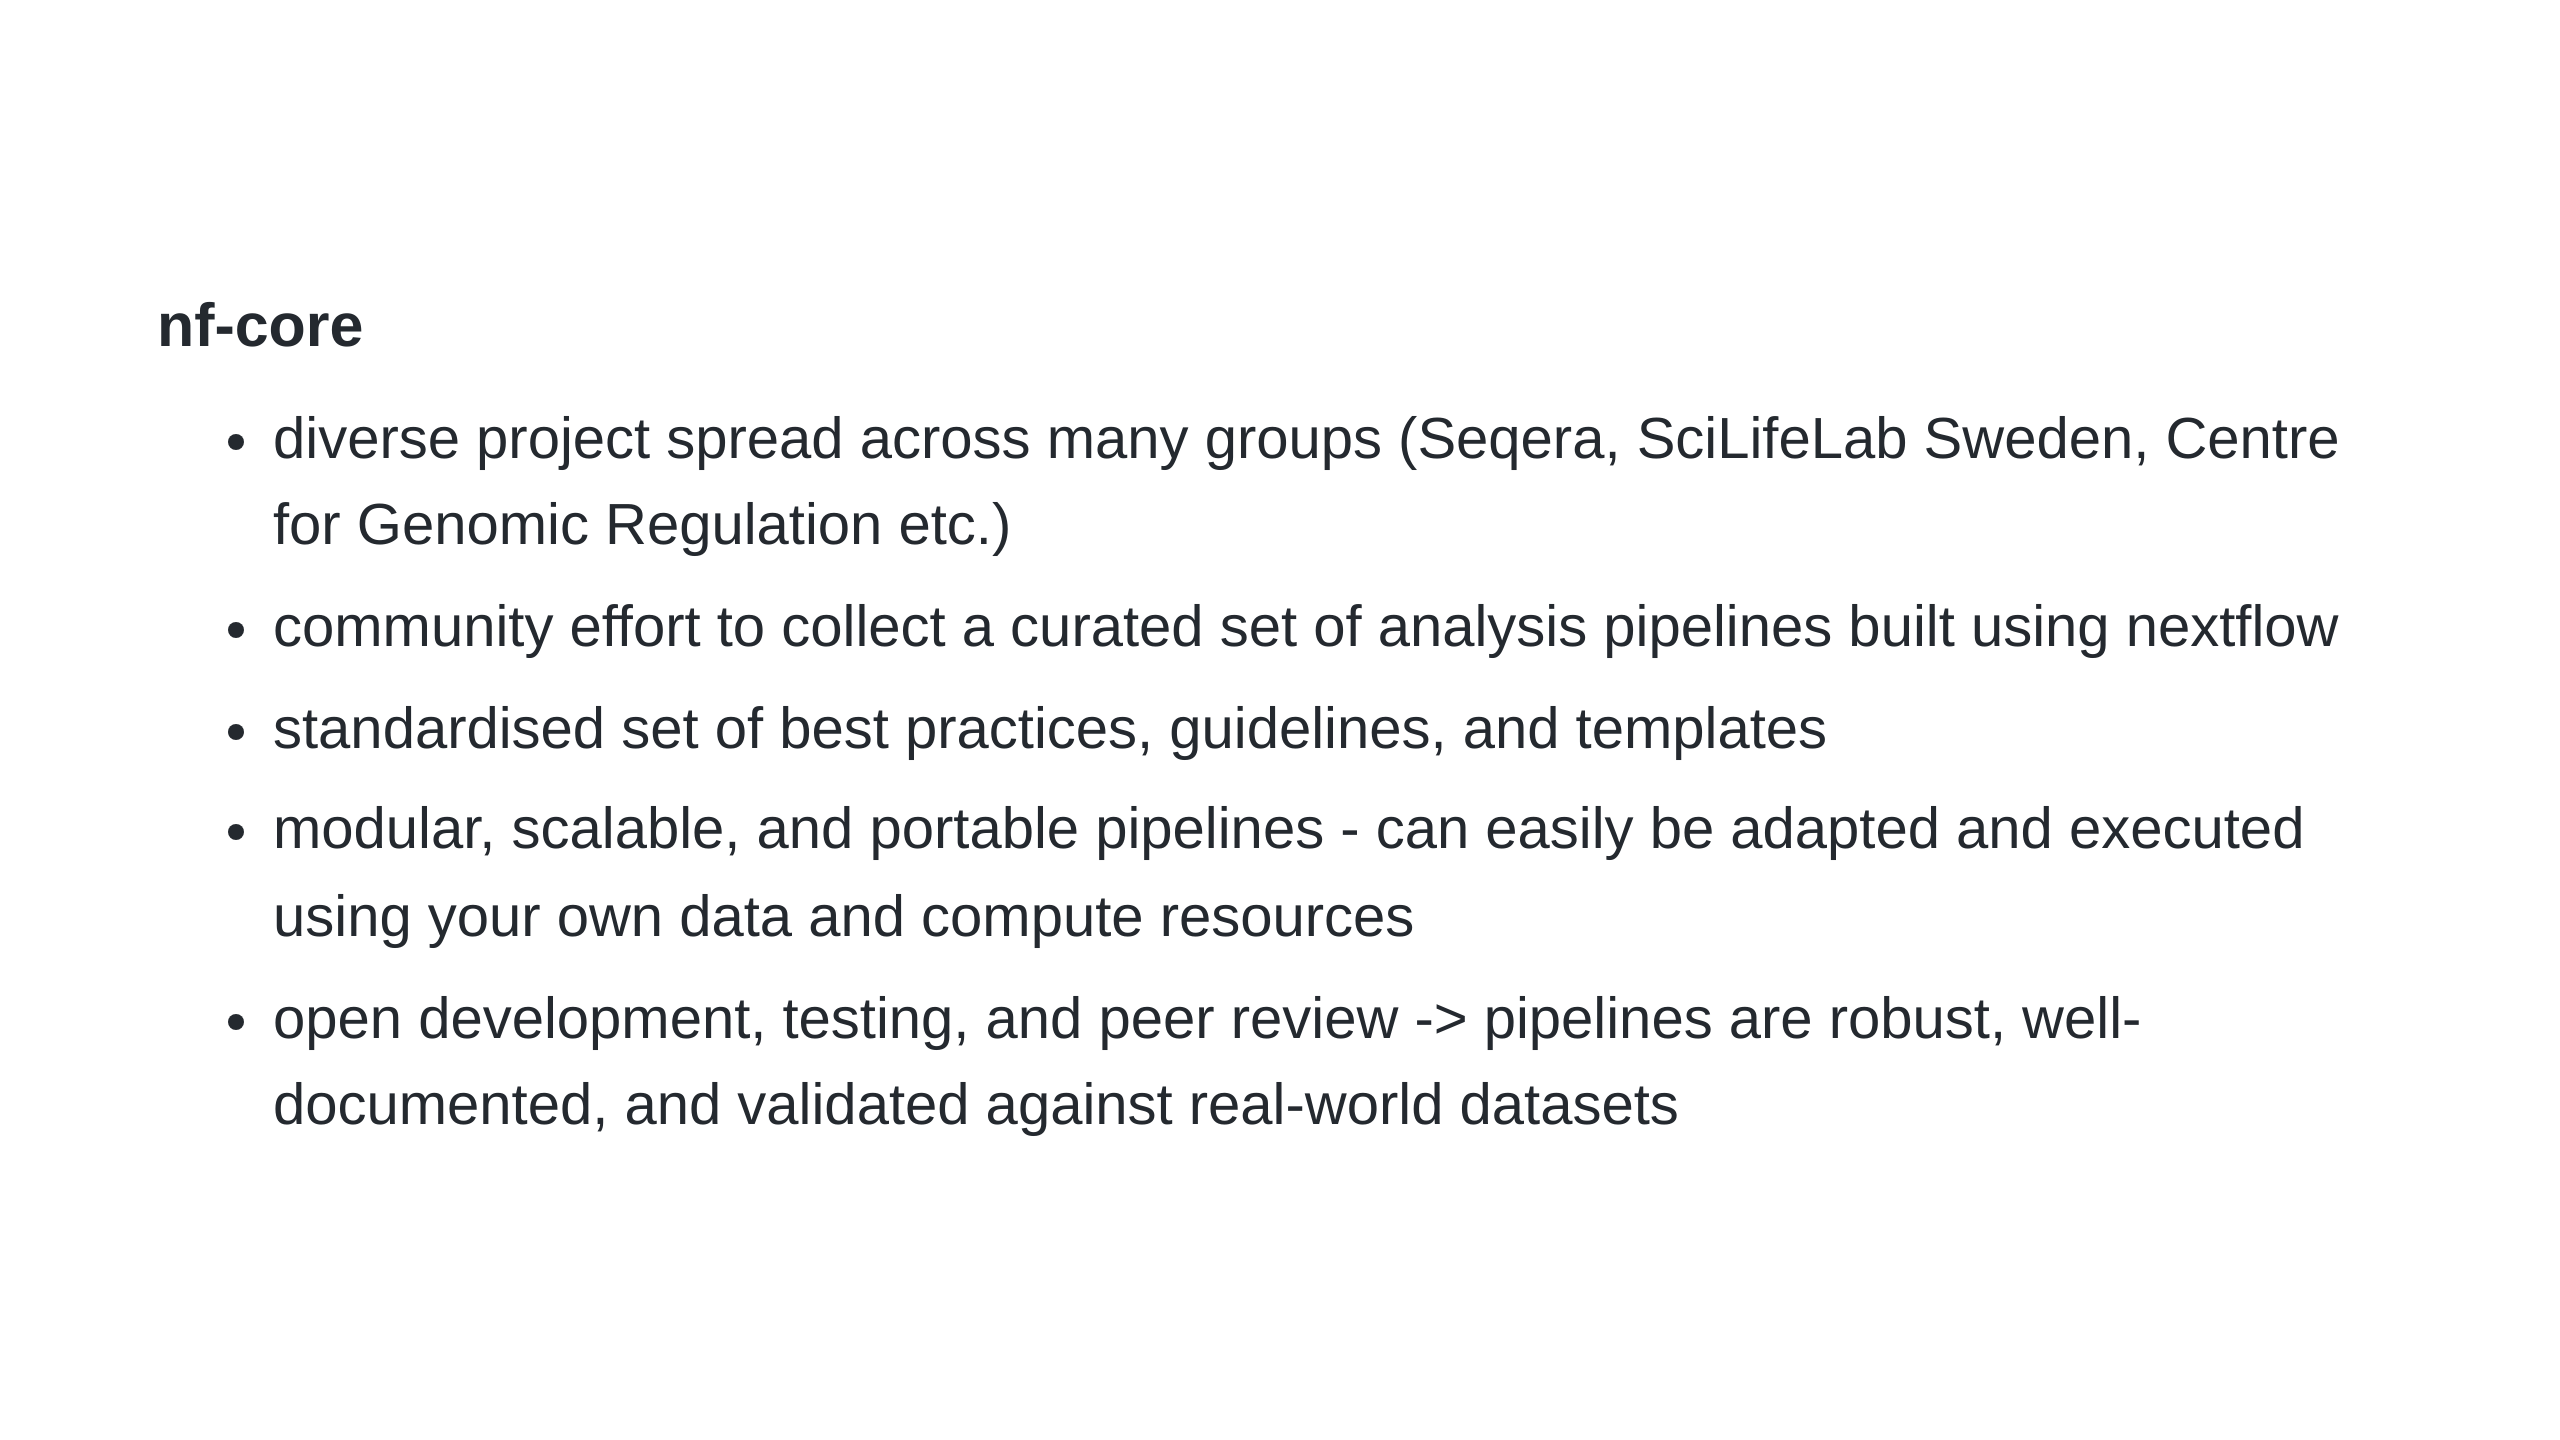 nf-core
diverse project spread across many groups (Seqera, SciLifeLab Sweden, Centre
for Genomic Regulation etc.)
community effort to collect a curated set of analysis pipelines built using nextflow
standardised set of best practices, guidelines, and templates
modular, scalable, and portable pipelines - can easily be adapted and executed
using your own data and compute resources
open development, testing, and peer review -> pipelines are robust, well-
documented, and validated against real-world datasets